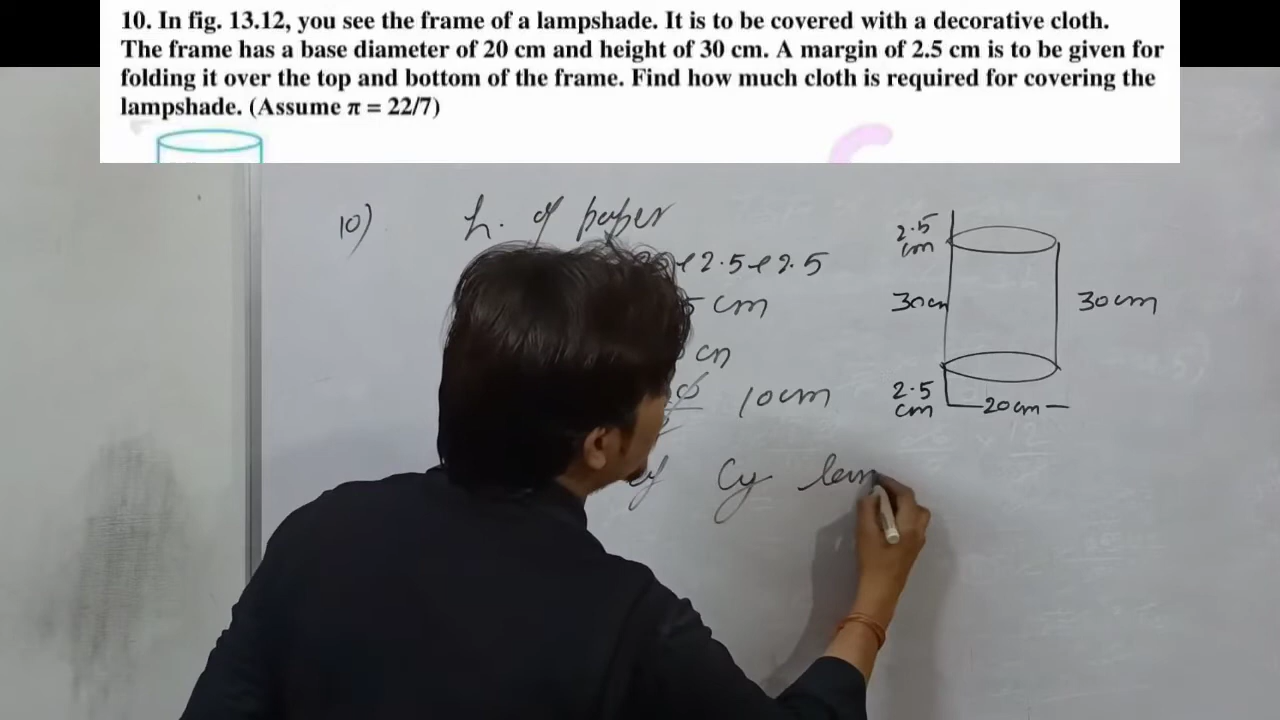 10. In fig. 13.12, you see the frame of a lampshade. It is to be covered with a decorative cloth.
The frame has a base diameter of 20 cm and height of 30 cm. A margin of 2.5 cm is to be given for
folding it over the top and bottom of the frame. Find how much cloth is required for covering the
lampshade. (Assume π = 22/7)
10) h. of paper
+2.5+2.5
5 cm
cm
10cm
Cy lam
2.5
cm
30cm
30cm
2.5
cm
20cm